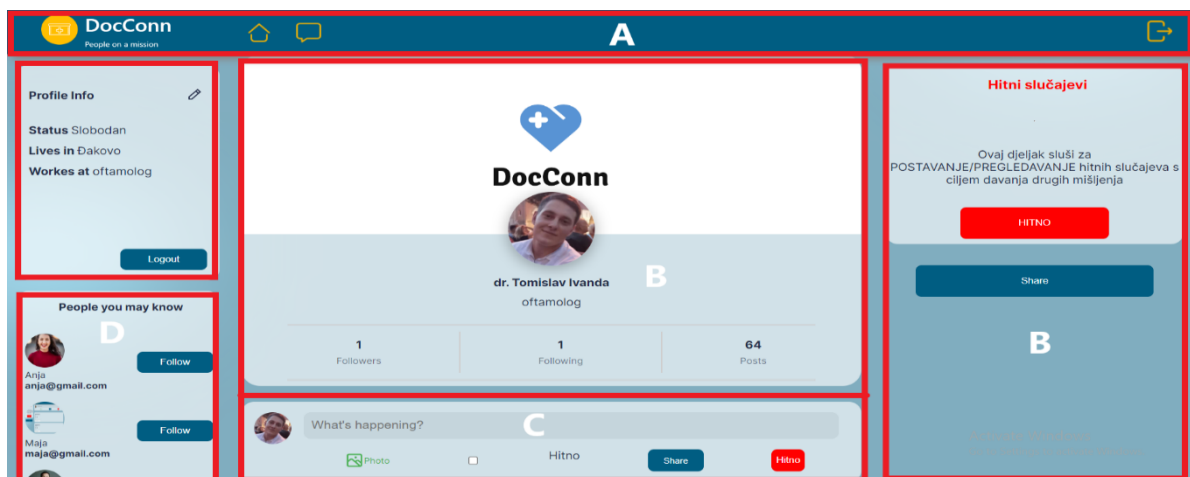 DocConn
People on a mission
A
Profile Info
Status Slobodan
Lives in Đakovo
Workes at oftamolog
Logout
People you may know
D
Follow
Anja
anja@gmail.com
Follow
Maja
maja@gmail.com
DocConn
dr. Tomislav Ivanda
B
oftamolog
1
Followers
1
Following
64
Posts
What's happening?
C
Photo
Hitno
Share
Hitno
Hitni slučajevi
Ovaj djeljak sluši za
POSTAVANJE/PREGLEDAVANJE hitnih slučajeva s
ciljem davanja drugih mišljenja
HITNO
Share
B